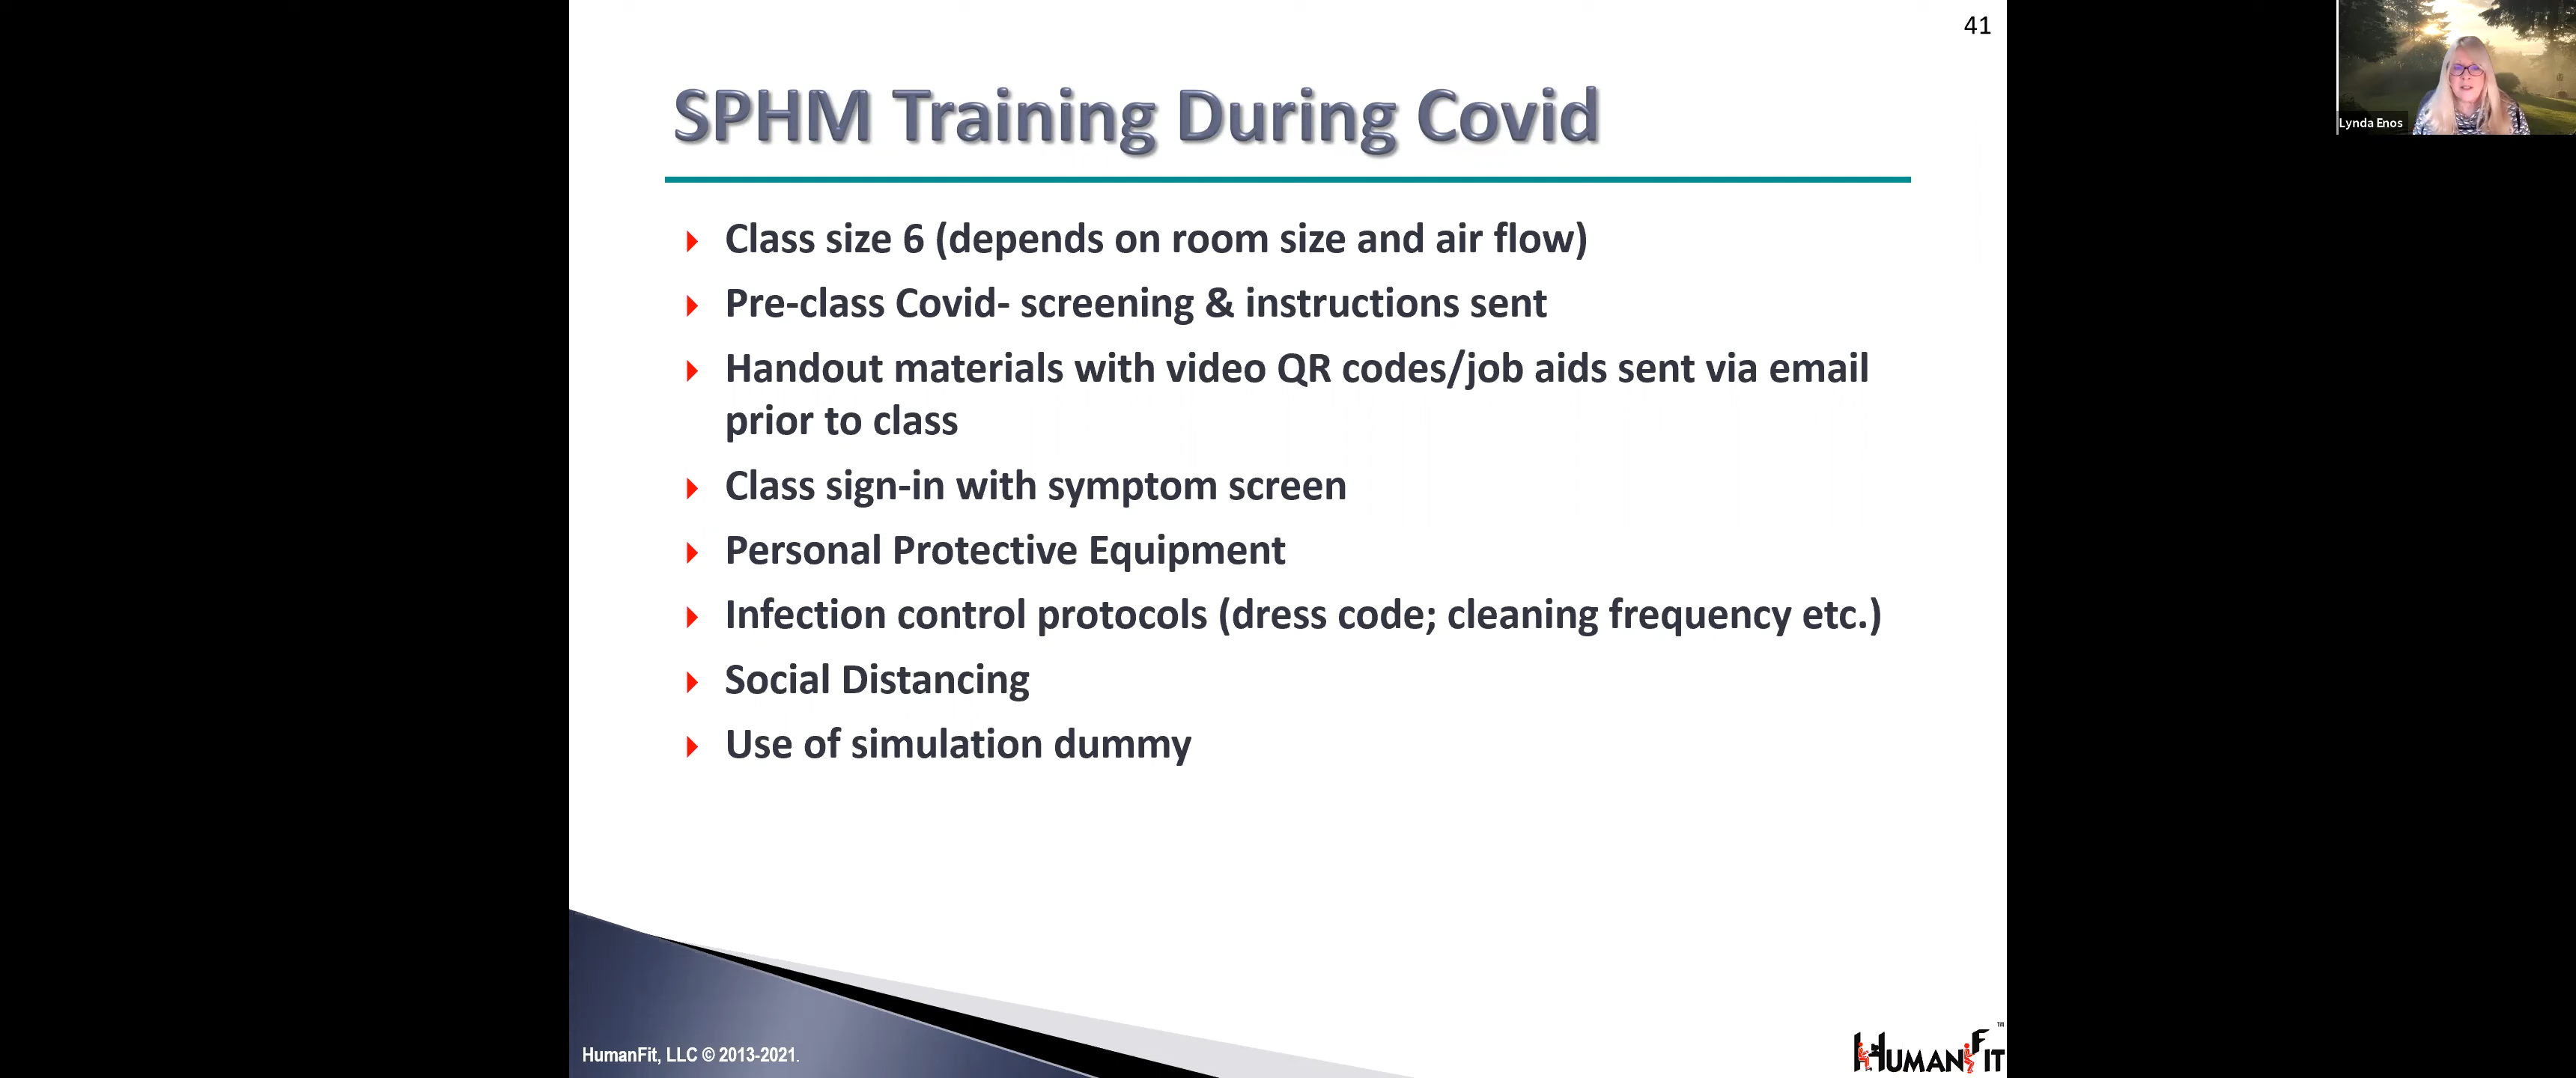 41
Lynda Enos
SPHM Training During Covid
Class size 6 (depends on room size and air flow)
Pre-class Covid- screening & instructions sent
Handout materials with video QR codes/job aids sent via email
prior to class
Class sign-in with symptom screen
Personal Protective Equipment
Infection control protocols (dress code; cleaning frequency etc.)
Social Distancing
Use of simulation dummy
HumanFit, LLC © 2013-2021.
HUMANFIT™